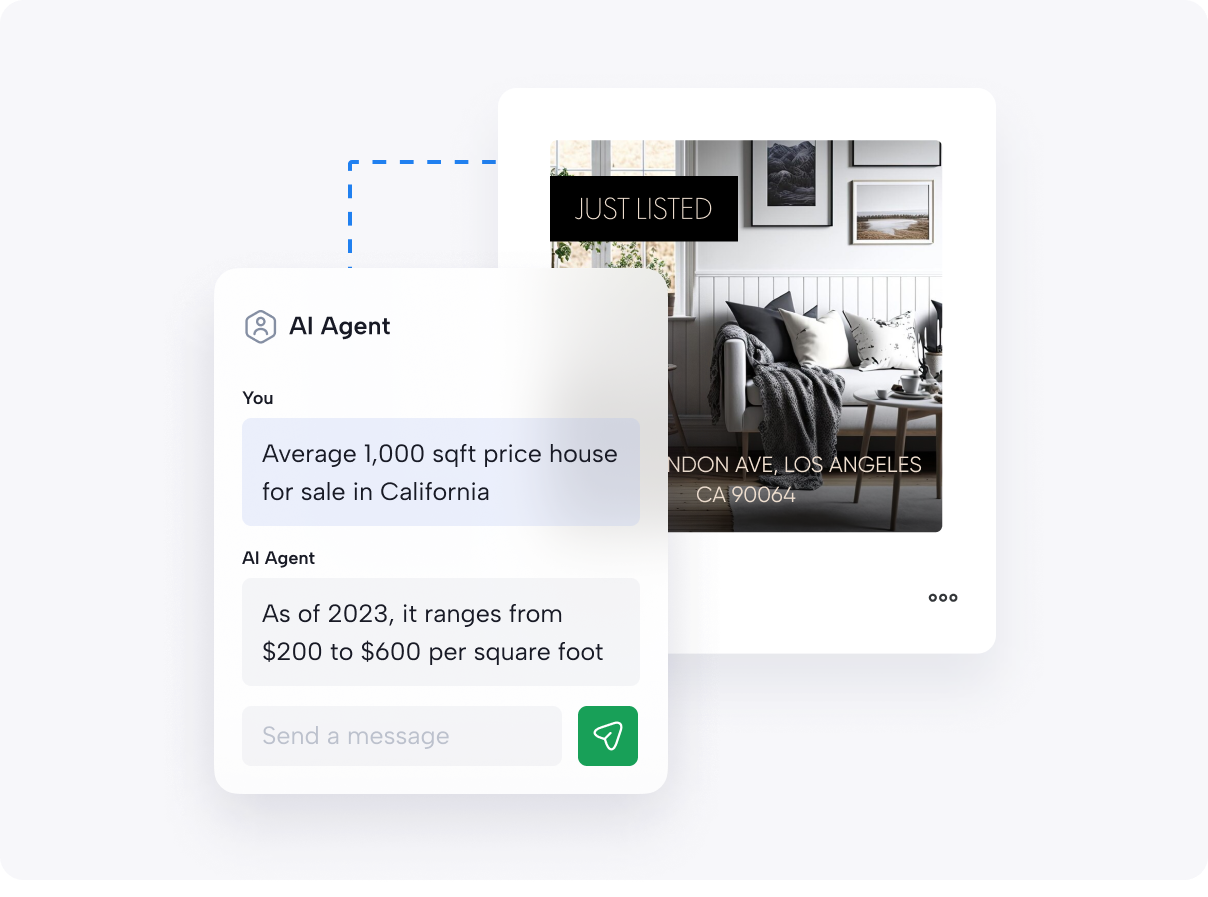 JUST LISTED
AI Agent
You
Average 1,000 sqft price house
for sale in California
AI Agent
As of 2023, it ranges from
$200 to $600 per square foot
Send a message
AVE, LOS ANGELES
CA 90064